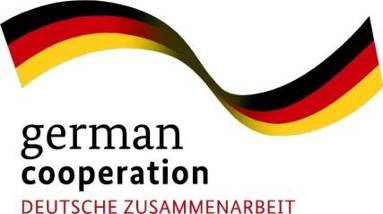 german
cooperation
DEUTSCHE ZUSAMMENARBEIT